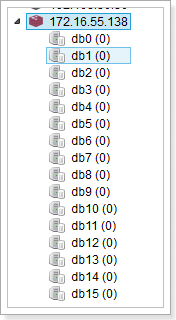 172.16.55.138
db0 (0)
db1 (0)
db2 (0)
db3 (0)
db4 (0)
db5 (0)
db6 (0)
db7 (0)
db8 (0)
db9 (0)
db10 (0)
db11 (0)
db12 (0)
db13 (0)
db14 (0)
db15 (0)